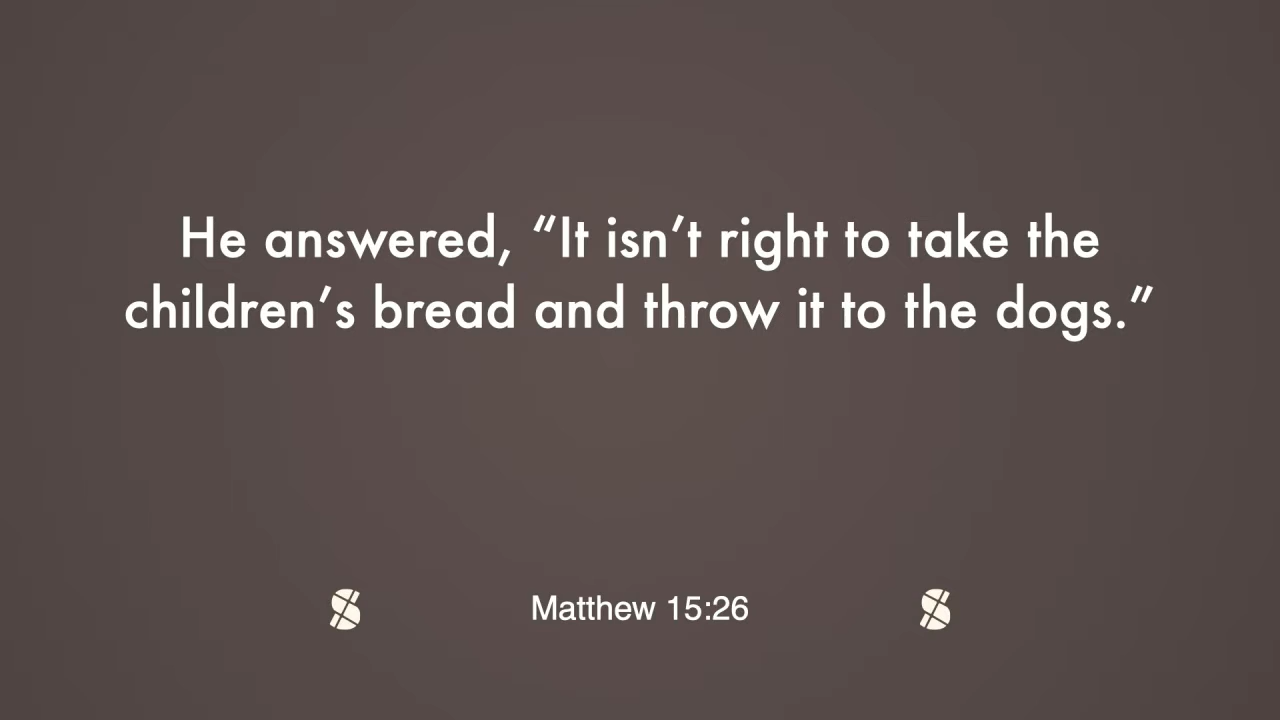 He answered, “It isn’t right to take the
children’s bread and throw it to the dogs.”
Matthew 15:26